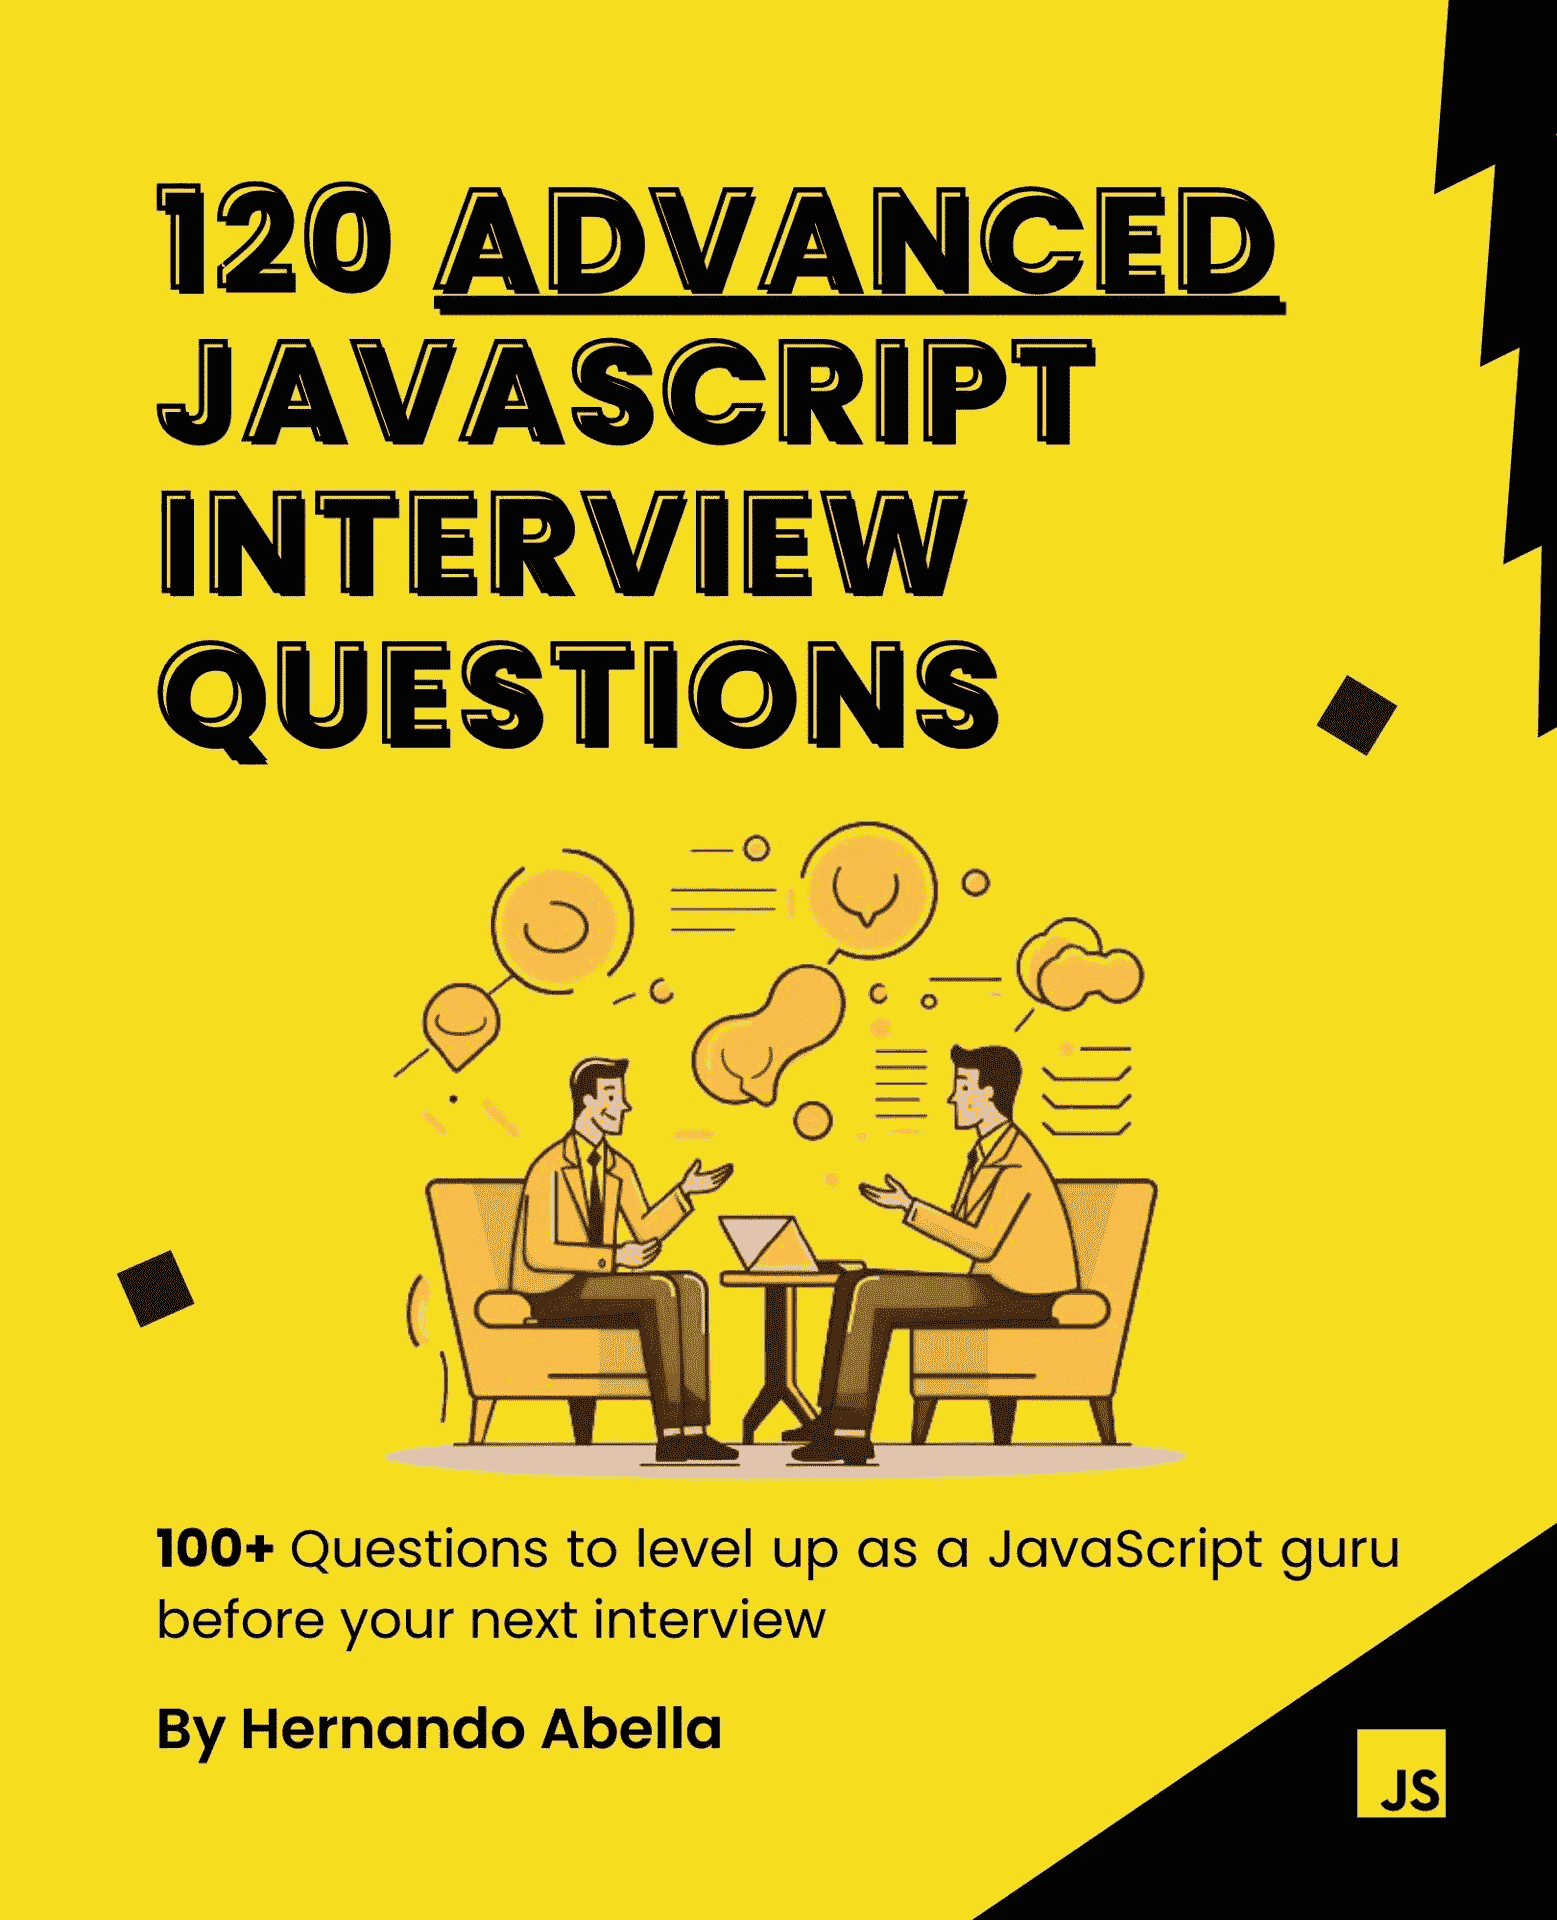 120 ADVANCED
JAVASCRIPT
INTERVIEW
QUESTIONS
100+ Questions to level up as a JavaScript guru
before your next interview
By Hernando Abella
JS